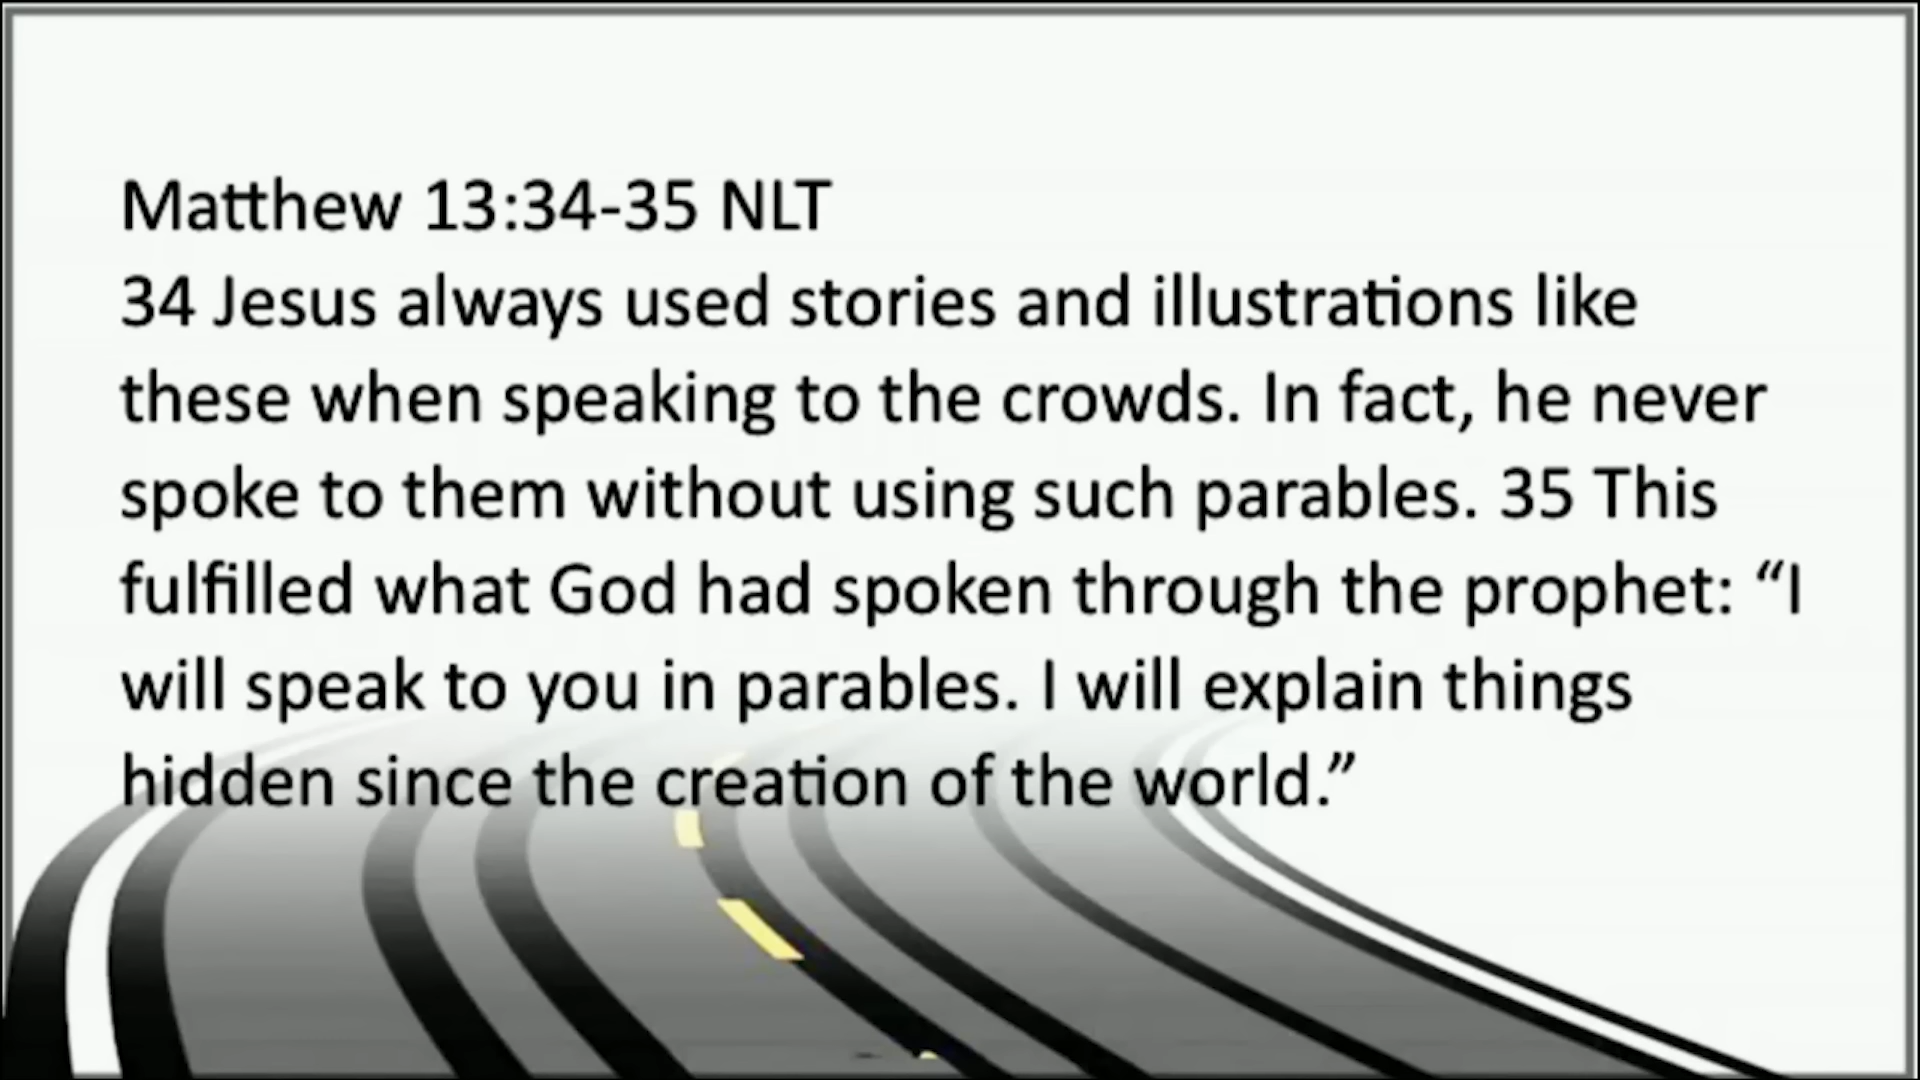 Matthew 13:34-35 NLT
34 Jesus always used stories and illustrations like
these when speaking to the crowds. In fact, he never
spoke to them without using such parables. 35 This
fulfilled what God had spoken through the prophet: “I
will speak to you in parables. I will explain things
hidden since the creation of the world.”